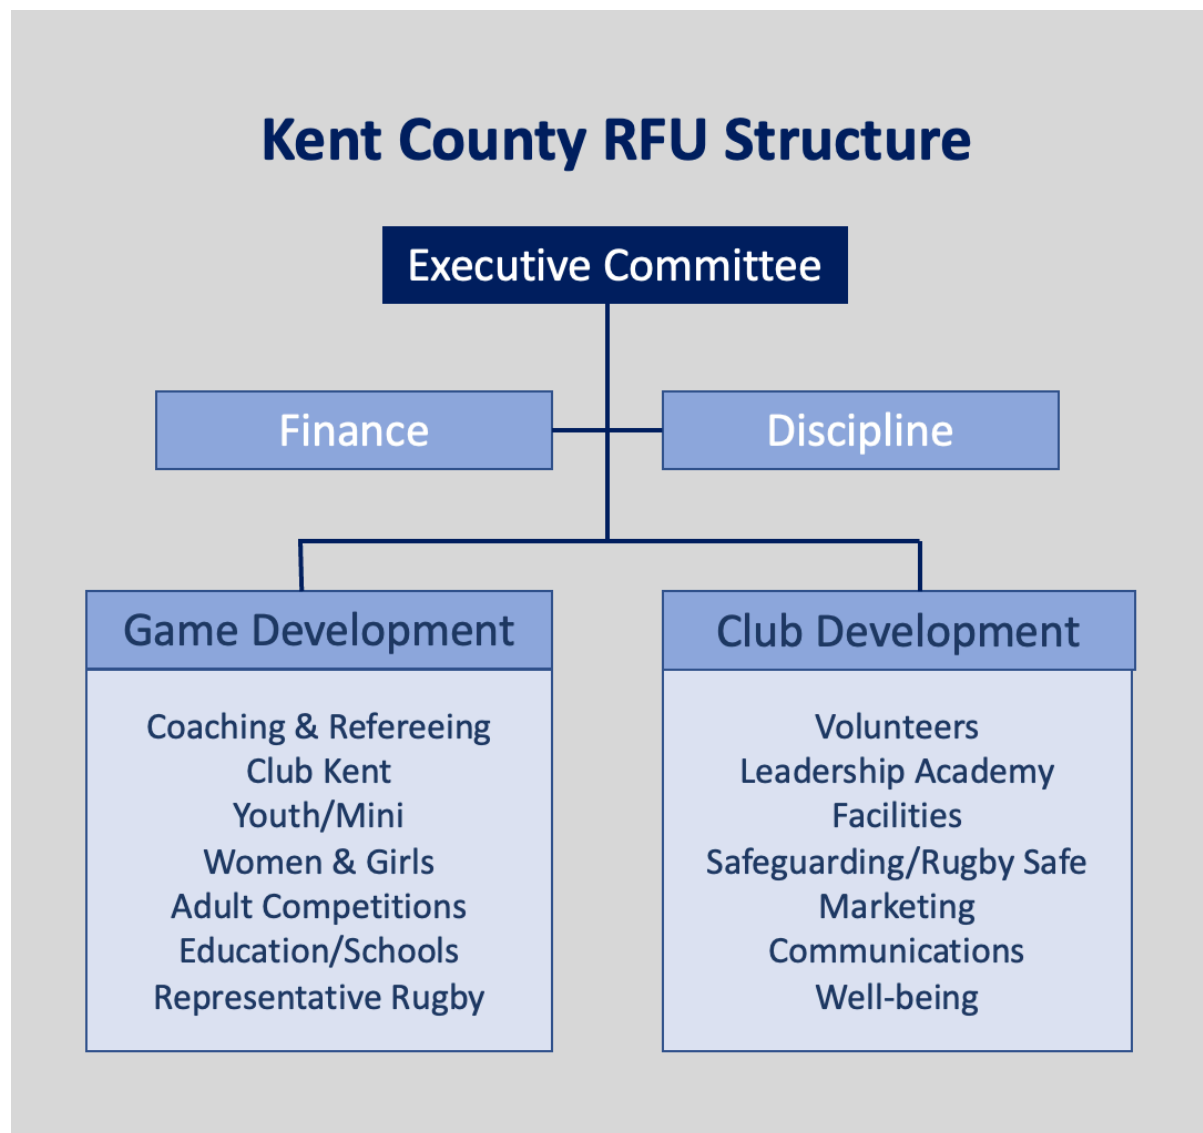 Kent County RFU Structure
Executive Committee
Finance
Discipline
Game Development
Coaching & Refereeing
Club Kent
Youth/Mini
Women & Girls
Adult Competitions
Education/Schools
Representative Rugby
Club Development
Volunteers
Leadership Academy
Facilities
Safeguarding/Rugby Safe
Marketing
Communications
Well-being